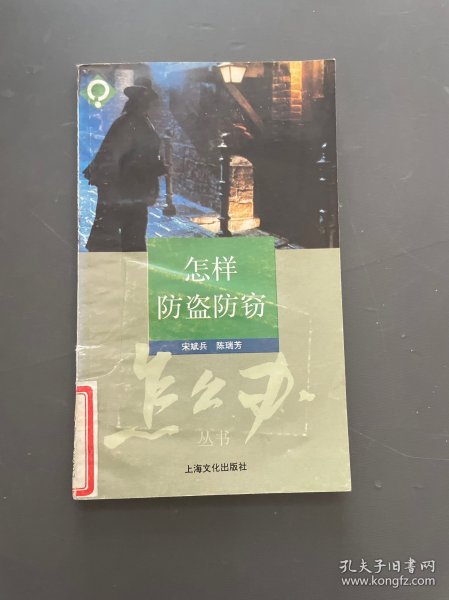 怎样
防盗防窃
宋斌兵 陈瑞芳
怎么办
丛书
上海文化出版社
孔夫子旧书网
www.kongfz.com